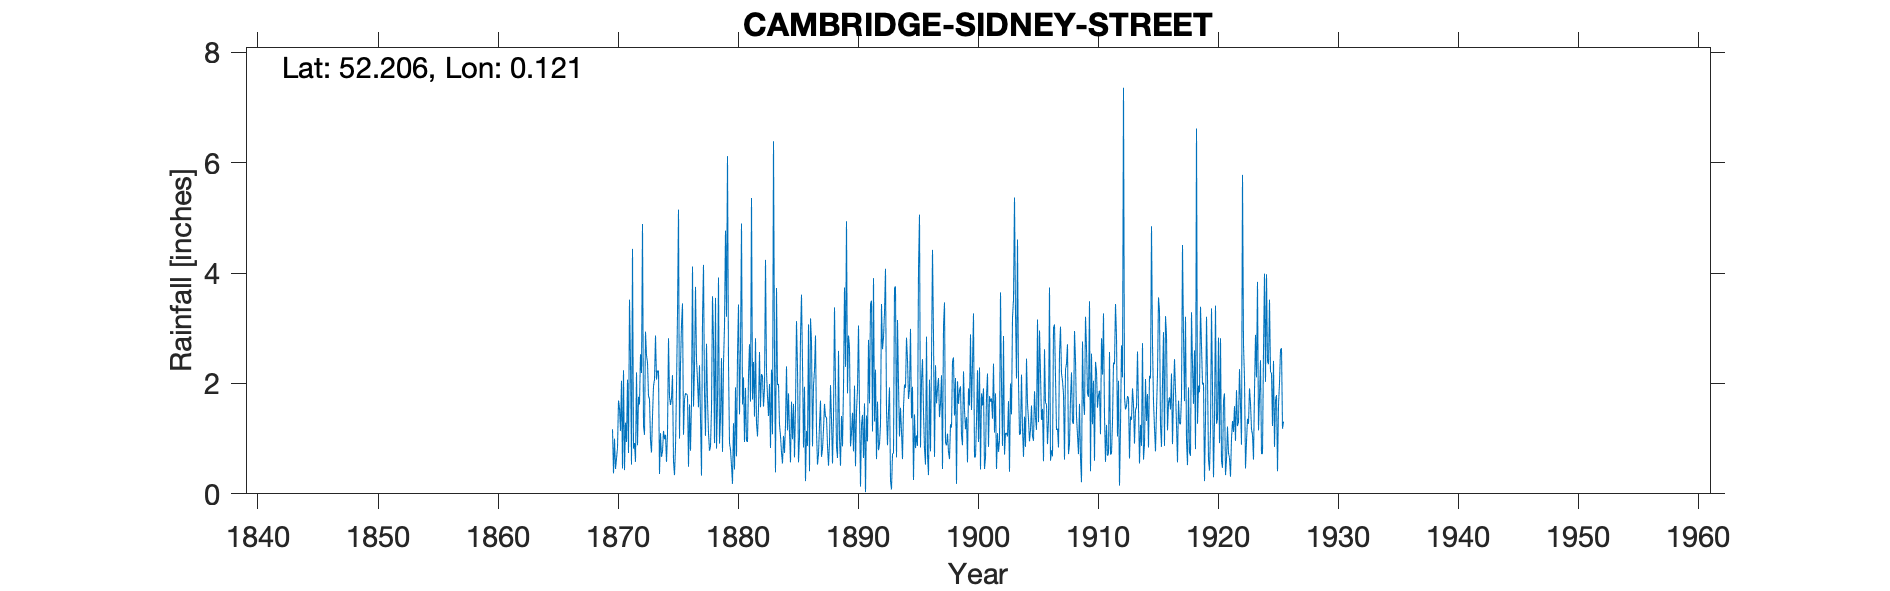 CAMBRIDGE-SIDNEY-STREET
Lat: 52.206, Lon: 0.121
Rainfall [inches]
8
6
4
2
0
1840 1850 1860 1870 1880 1890 1900 1910 1920 1930 1940 1950 1960
Year